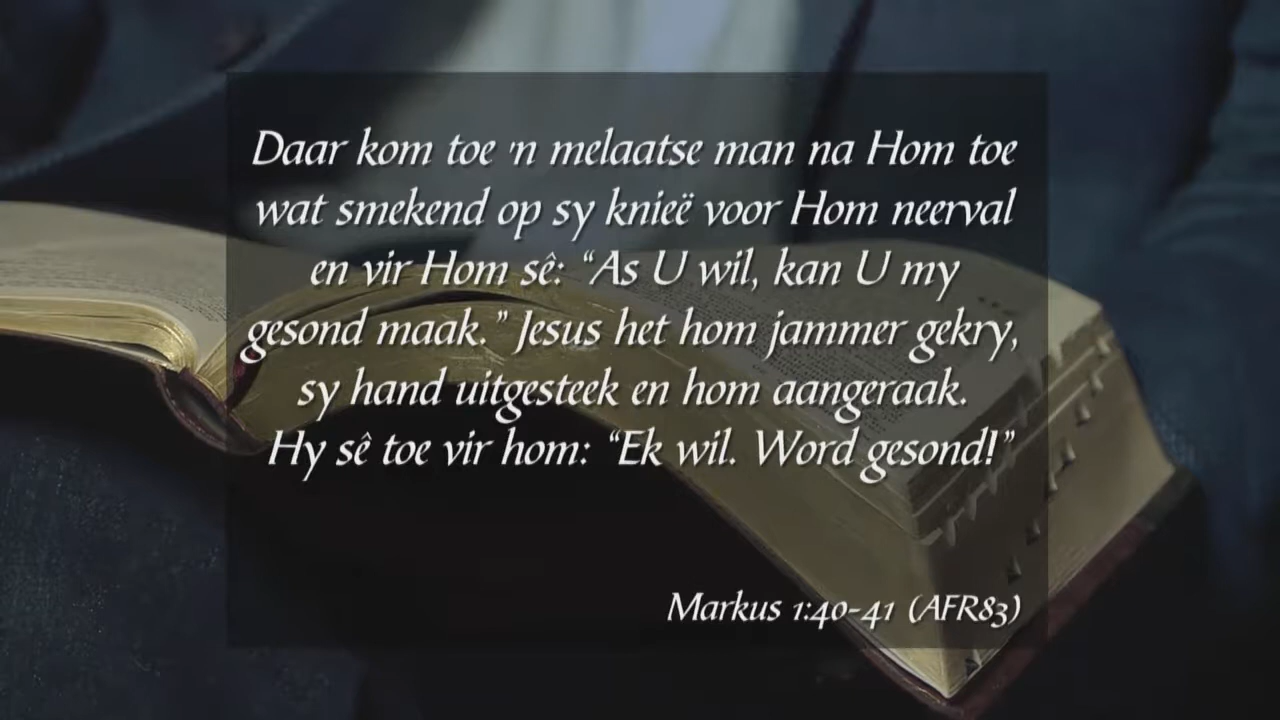 Daar kom toe 'n melaatse man na Hom toe
wat smekend op sy knieë voor Hom neerval
en vir Hom sê: “As U wil, kan U my
gesond maak.” Jesus het hom jammer gekry,
sy hand uitgesteek en hom aangeraak.
Hy sê toe vir hom: “Ek wil. Word gesond!”
Markus 1:40-41 (AFR83)